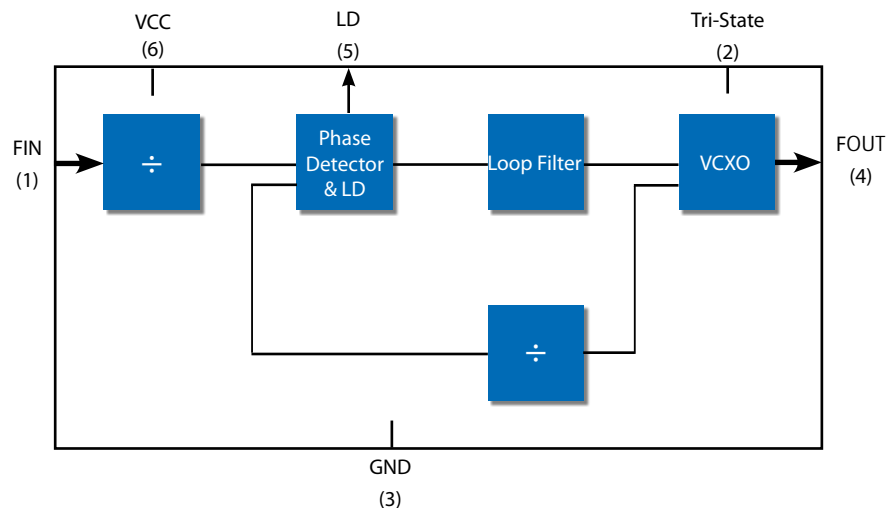 VCC
(6)
LD
(5)
Tri-State
(2)
FIN
(1)
÷
Phase
Detector
& LD
Loop Filter
VCXO
FOUT
(4)
÷
GND
(3)